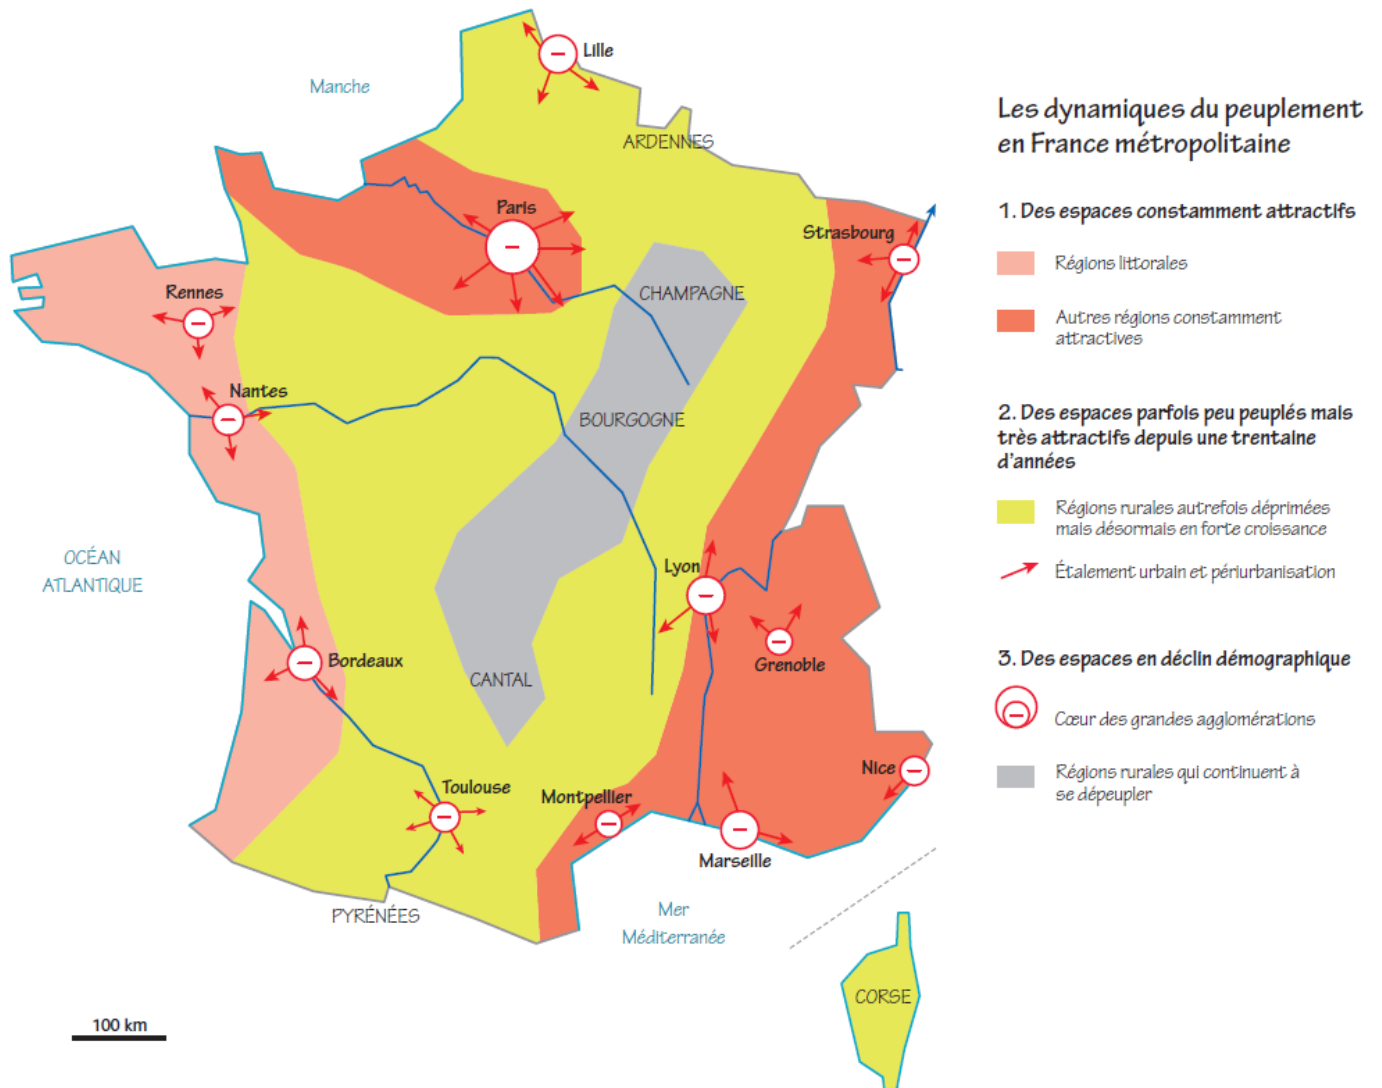 Lille
Manche
ARDENNES
Paris
Strasbourg
Rennes
CHAMPAGNE
Nantes
BOURGOGNE
OCÉAN
ATLANTIQUE
Lyon
Bordeaux
Grenoble
CANTAL
Nice
Toulouse
Montpellier
Marseille
PYRÉNÉES
Mer
Méditerranée
CORSE
100 km
Les dynamiques du peuplement
en France métropolitaine
1. Des espaces constamment attractifs
Régions littorales
Autres régions constamment
attractives
2. Des espaces parfois peu peuplés mais
très attractifs depuis une trentaine
d'années
Régions rurales autrefois déprimées
mais désormais en forte croissance
Étalement urbain et périurbanisation
3. Des espaces en déclin démographique
Cœur des grandes agglomérations
Régions rurales qui continuent à
se dépeupler